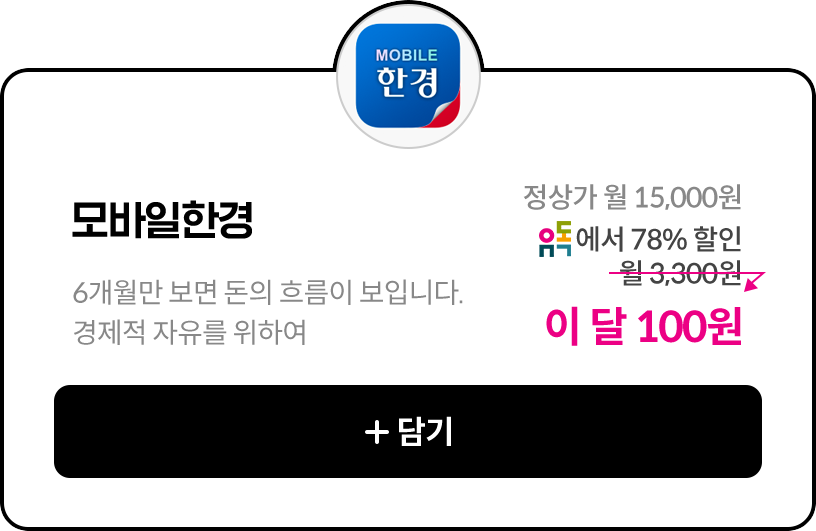 MOBILE
한경
모바일한경
6개월만 보면 돈의 흐름이 보입니다.
경제적 자유를 위하여
정상가 월 15,000원
유독에서 78% 할인
월 3,300원
이 달 100원
+ 담기